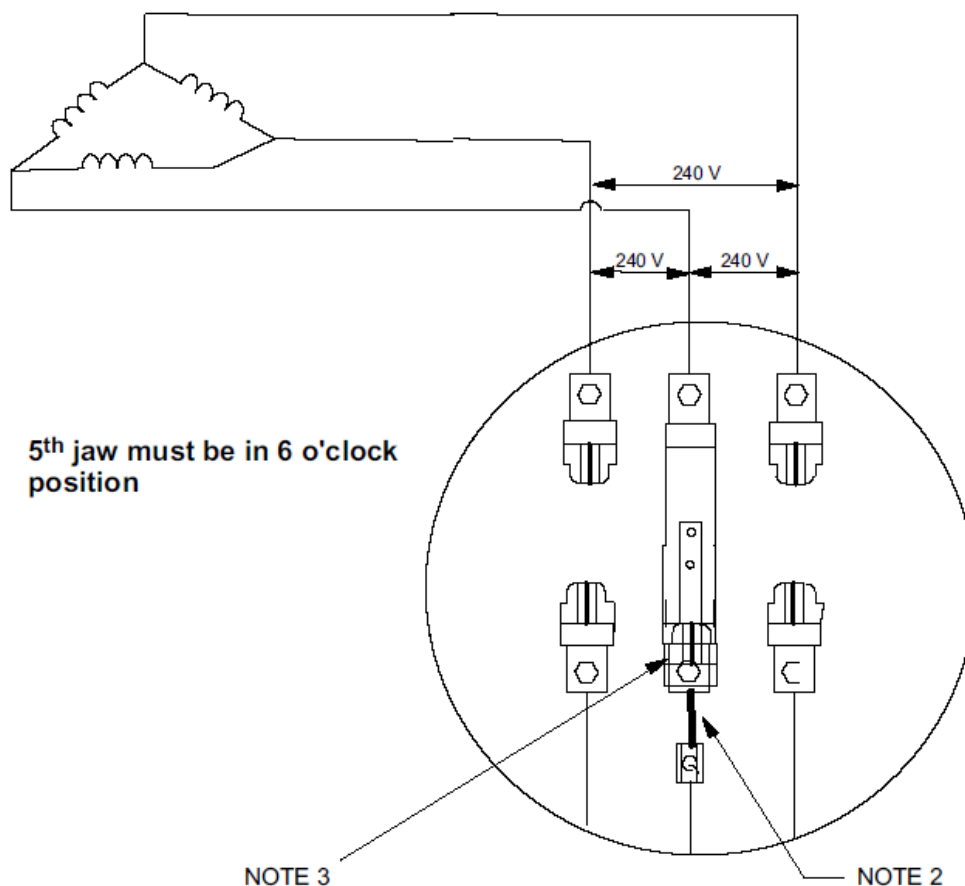 240 V
240 V
240 V
5th jaw must be in 6 o'clock
position
NOTE 3
NOTE 2